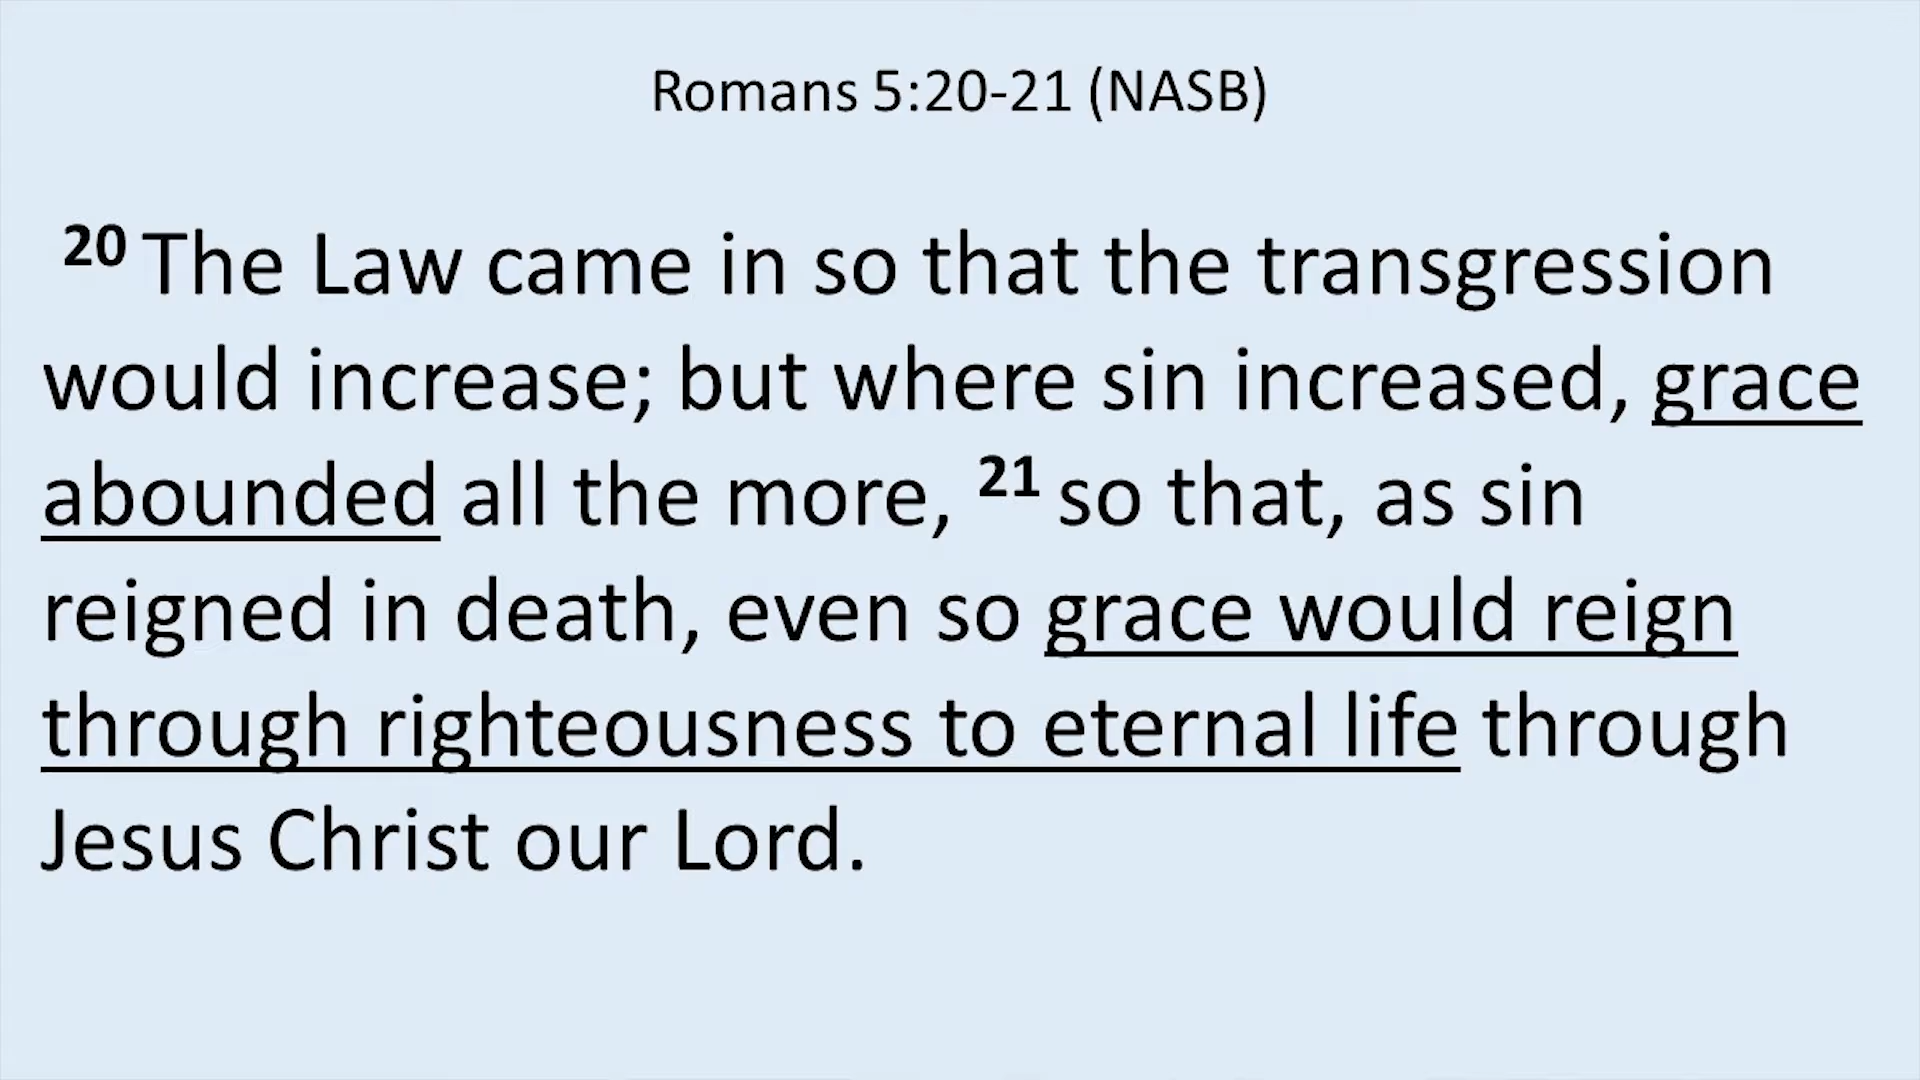 Romans 5:20-21 (NASB)
20 The Law came in so that the transgression
would increase; but where sin increased, grace
abounded all the more, 21 so that, as sin
reigned in death, even so grace would reign
through righteousness to eternal life through
Jesus Christ our Lord.